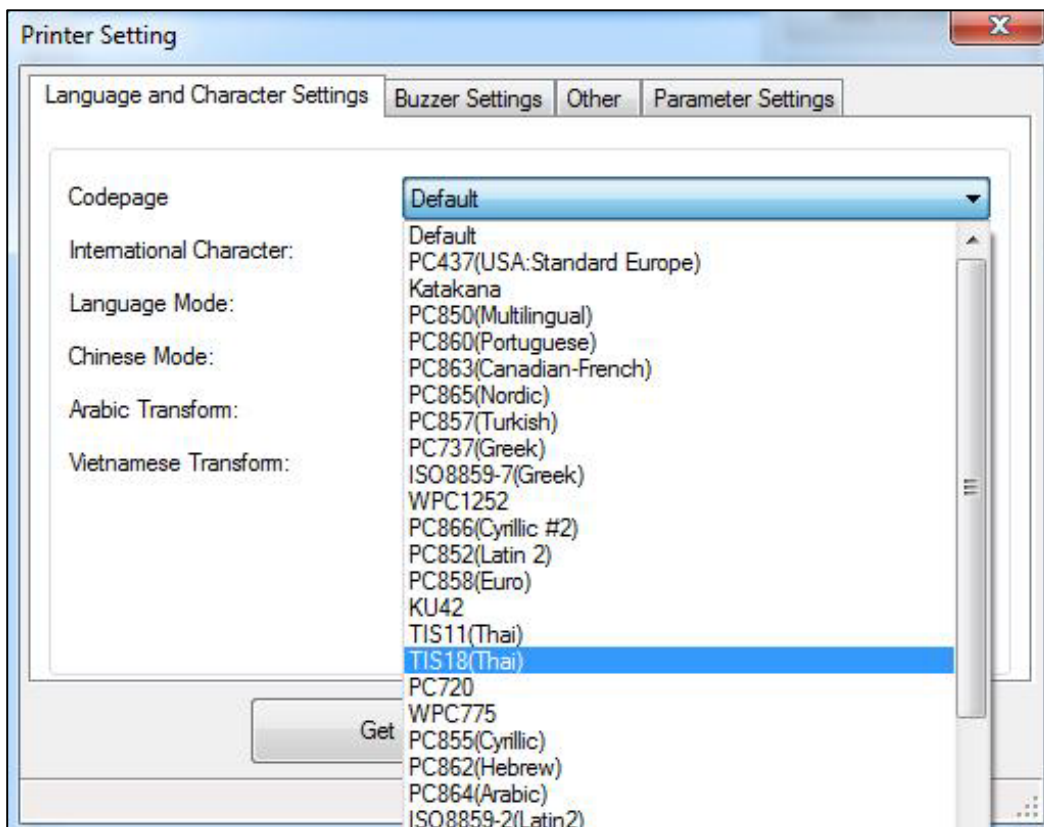 Printer Setting
Language and Character Settings
Buzzer Settings
Other
Parameter Settings
Codepage
Default
International Character:
Language Mode:
Chinese Mode:
Arabic Transform:
Vietnamese Transform:
Default
PC437(USA:Standard Europe)
Katakana
PC850(Multilingual)
PC860(Portuguese)
PC863(Canadian-French)
PC865(Nordic)
PC857(Turkish)
PC737(Greek)
ISO8859-7(Greek)
WPC1252
PC866(Cyrillic #2)
PC852(Latin 2)
PC858(Euro)
KU42
TIS11(Thai)
TIS18(Thai)
PC720
WPC775
PC855(Cyrillic)
PC862(Hebrew)
PC864(Arabic)
ISO8859-2(Latin2)
Get